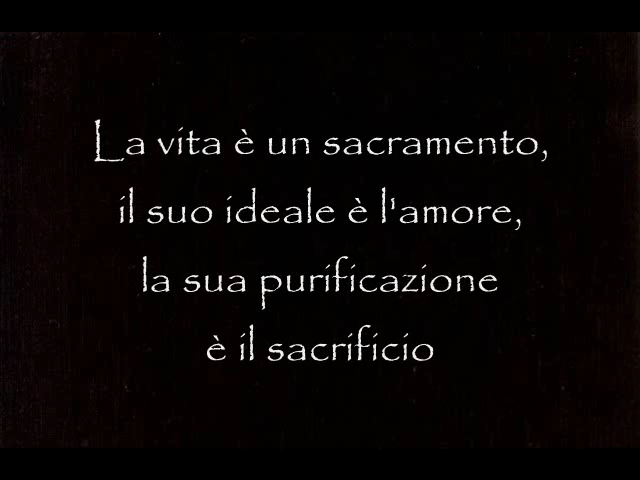 La vita è un sacramento,
il suo ideale è l'amore,
la sua purificazione
è il sacrificio